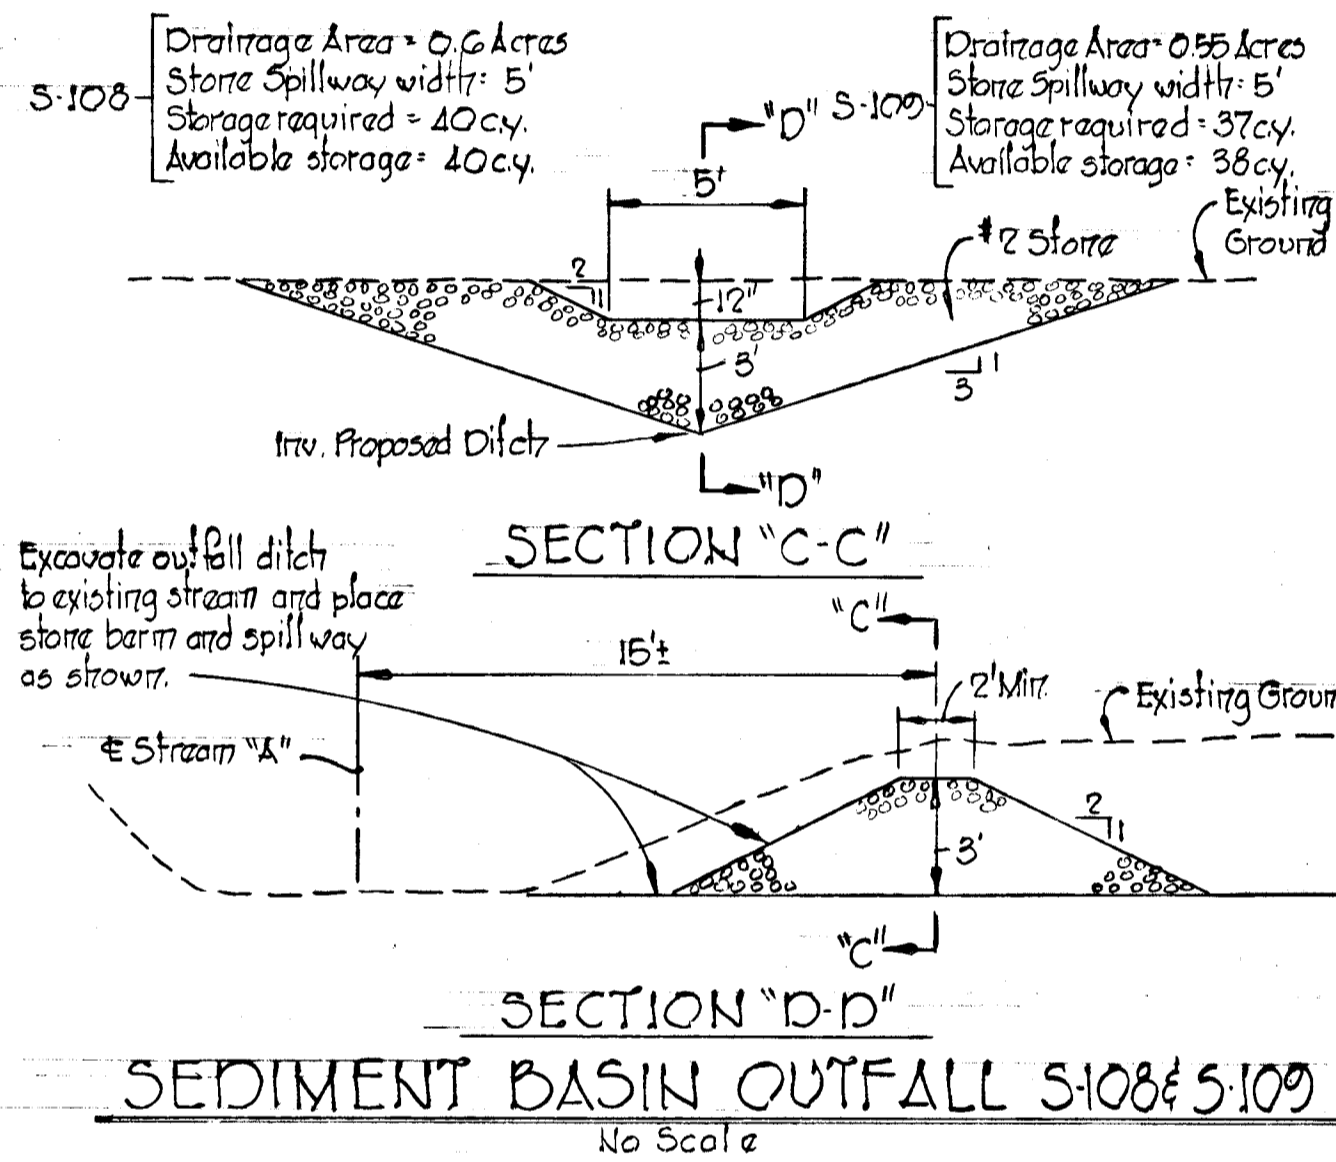 S-108
Drainage Area = 0.6 Acres
Stone Spillway width: 5'
Storage required = 40 c.y.
Available storage = 40 c.y.
S-109
Drainage Area = 0.55 Acres
Stone Spillway width: 5'
Storage required = 37 c.y.
Available storage = 38 c.y.
"D"
5'
#2 Stone
Existing
Ground
2
1
12"
3'
3
1
Inv. Proposed Ditch
"D"
SECTION "C-C"
Excavate outfall ditch
to existing stream and place
stone berm and spillway
as shown.
"C"
15'±
2' Min.
Existing Groun
℄ Stream "A"
2
1
3'
"C"
SECTION "D-D"
SEDIMENT BASIN OUTFALL S-108 & S-109
No Scale